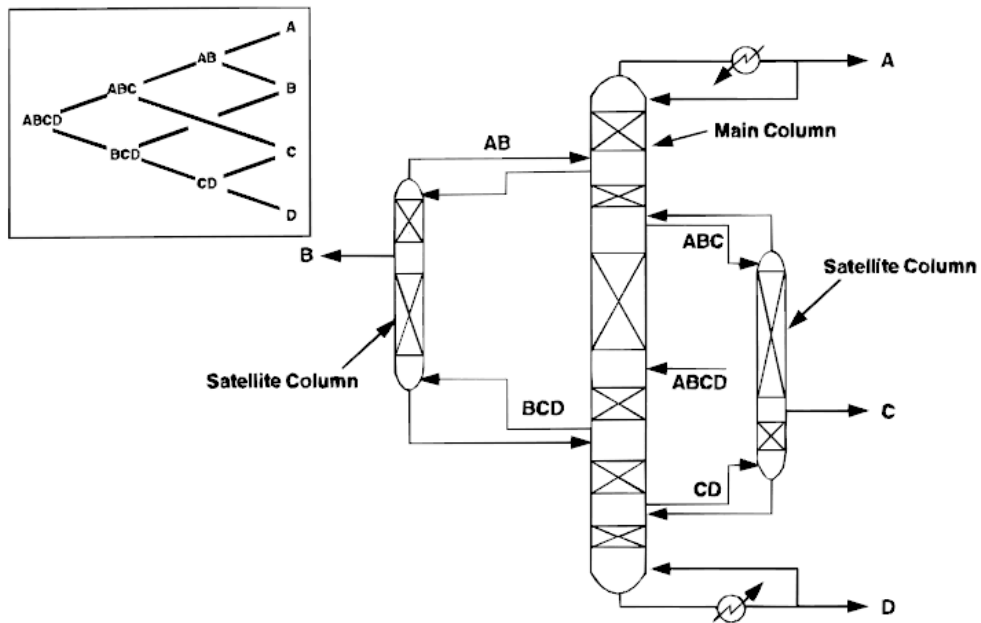 A
AB
ABC
B
ABCD
BCD
C
CD
D
A
Main Column
AB
ABC
B
Satellite Column
Satellite Column
ABCD
BCD
C
CD
D